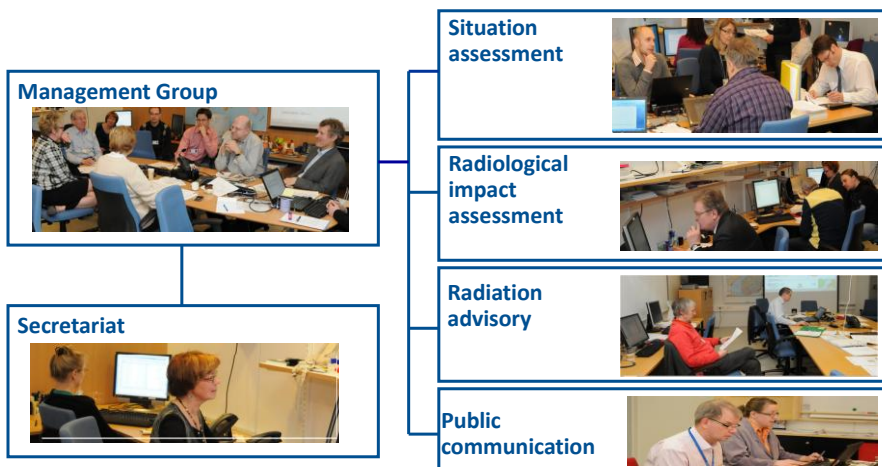 Management Group
Secretariat
Situation
assessment
Radiological
impact
assessment
Radiation
advisory
Public
communication